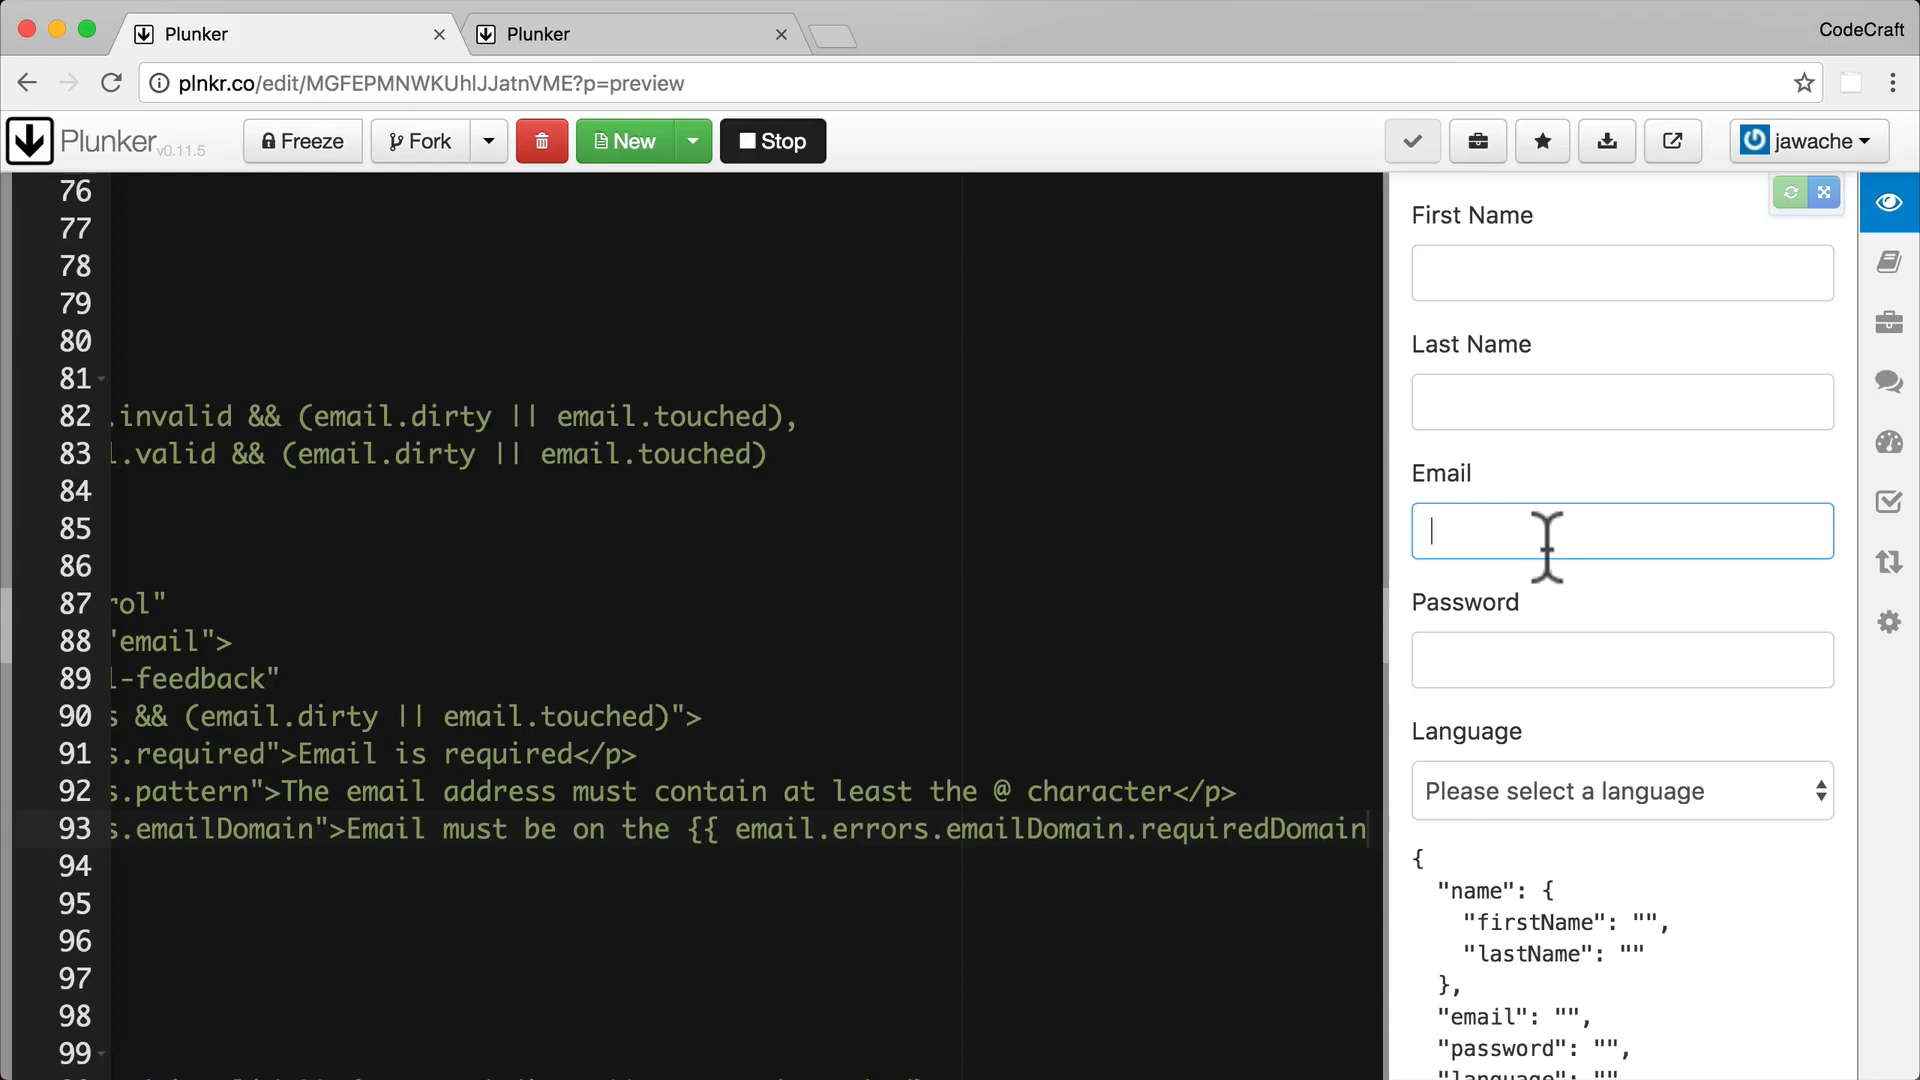 Plunker
Plunker
CodeCraft
plnkr.co/edit/MGFEPMNWKUhlJJatnVME?p=preview
Plunker v0.11.5
Freeze
Fork
New
Stop
jawache
76
77
78
79
80
81
82 .invalid && (email.dirty || email.touched),
83 l.valid && (email.dirty || email.touched)
84
85
86
87 rol"
88 "email">
89 l-feedback"
90 s && (email.dirty || email.touched)">
91 s.required">Email is required</p>
92 s.pattern">The email address must contain at least the @ character</p>
93 s.emailDomain">Email must be on the {{ email.errors.emailDomain.requiredDomain
94
95
96
97
98
99
First Name
Last Name
Email
Password
Language
Please select a language
{
"name": {
"firstName": "",
"lastName": ""
},
"email": "",
"password": "",
"language": ""